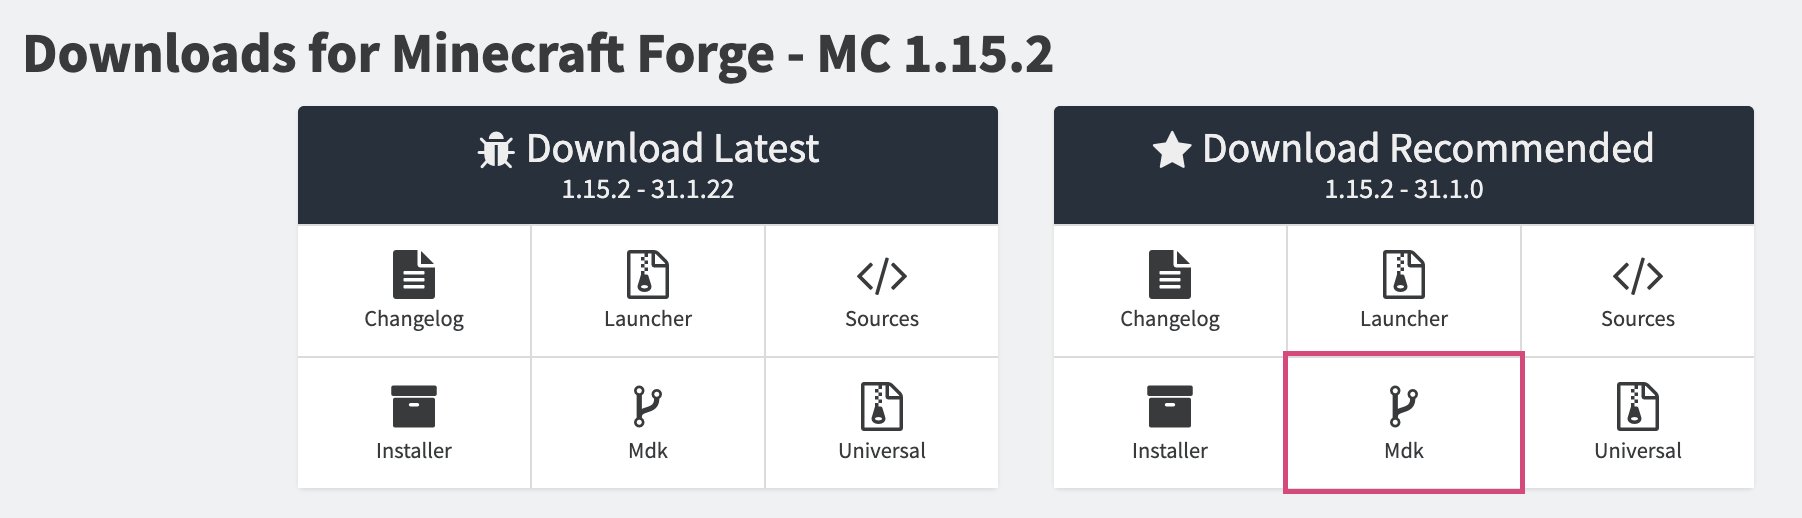 Downloads for Minecraft Forge - MC 1.15.2
Download Latest
1.15.2 - 31.1.22
Changelog
Launcher
Sources
Installer
Mdk
Universal
Download Recommended
1.15.2 - 31.1.0
Changelog
Launcher
Sources
Installer
Mdk
Universal